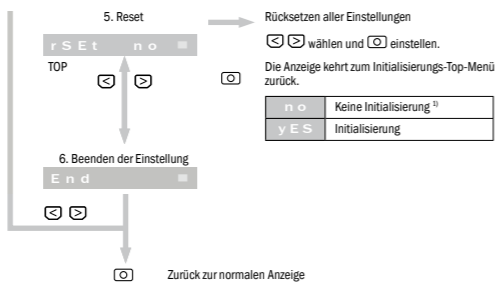 5. Reset
Rücksetzen aller Einstellungen
rSEt no
< > wählen und O einstellen.
TOP
< >
O
Die Anzeige kehrt zum Initialisierungs-Top-Menü
zurück.
no Keine Initialisierung 1)
yES Initialisierung
6. Beenden der Einstellung
End
< >
O Zurück zur normalen Anzeige